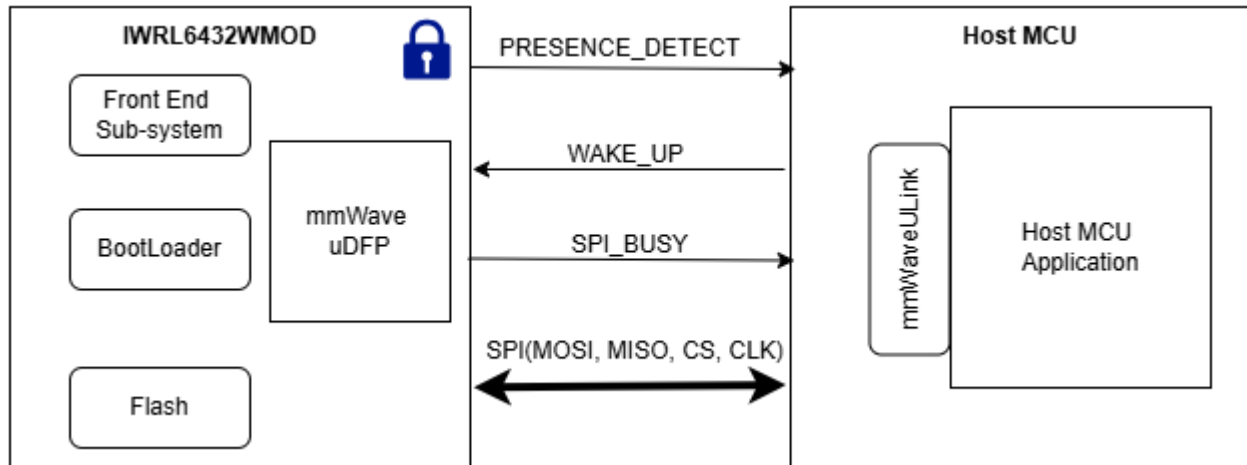 IWRL6432WMOD
Front End
Sub-system
BootLoader
Flash
mmWave
uDFP
PRESENCE_DETECT
WAKE_UP
SPI_BUSY
SPI(MOSI, MISO, CS, CLK)
Host MCU
mmWaveULink
Host MCU
Application